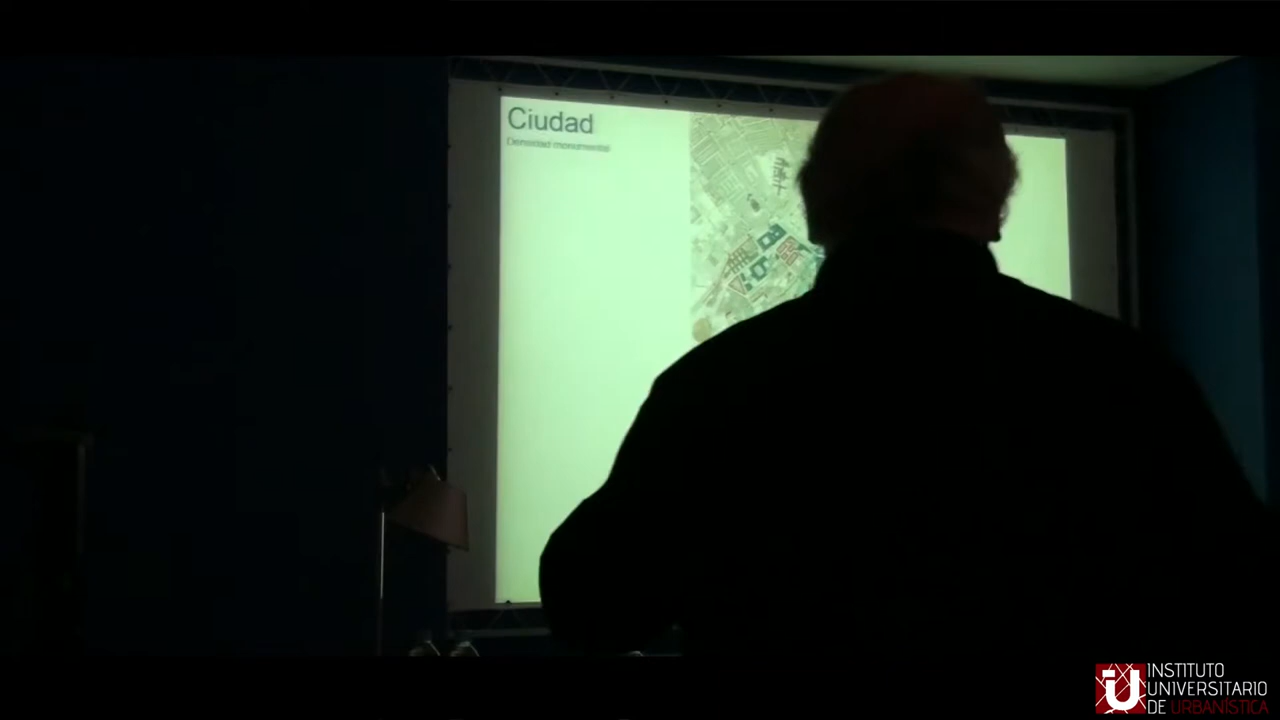 Ciudad
Densidad monumental
INSTITUTO
UNIVERSITARIO
DE URBANÍSTICA